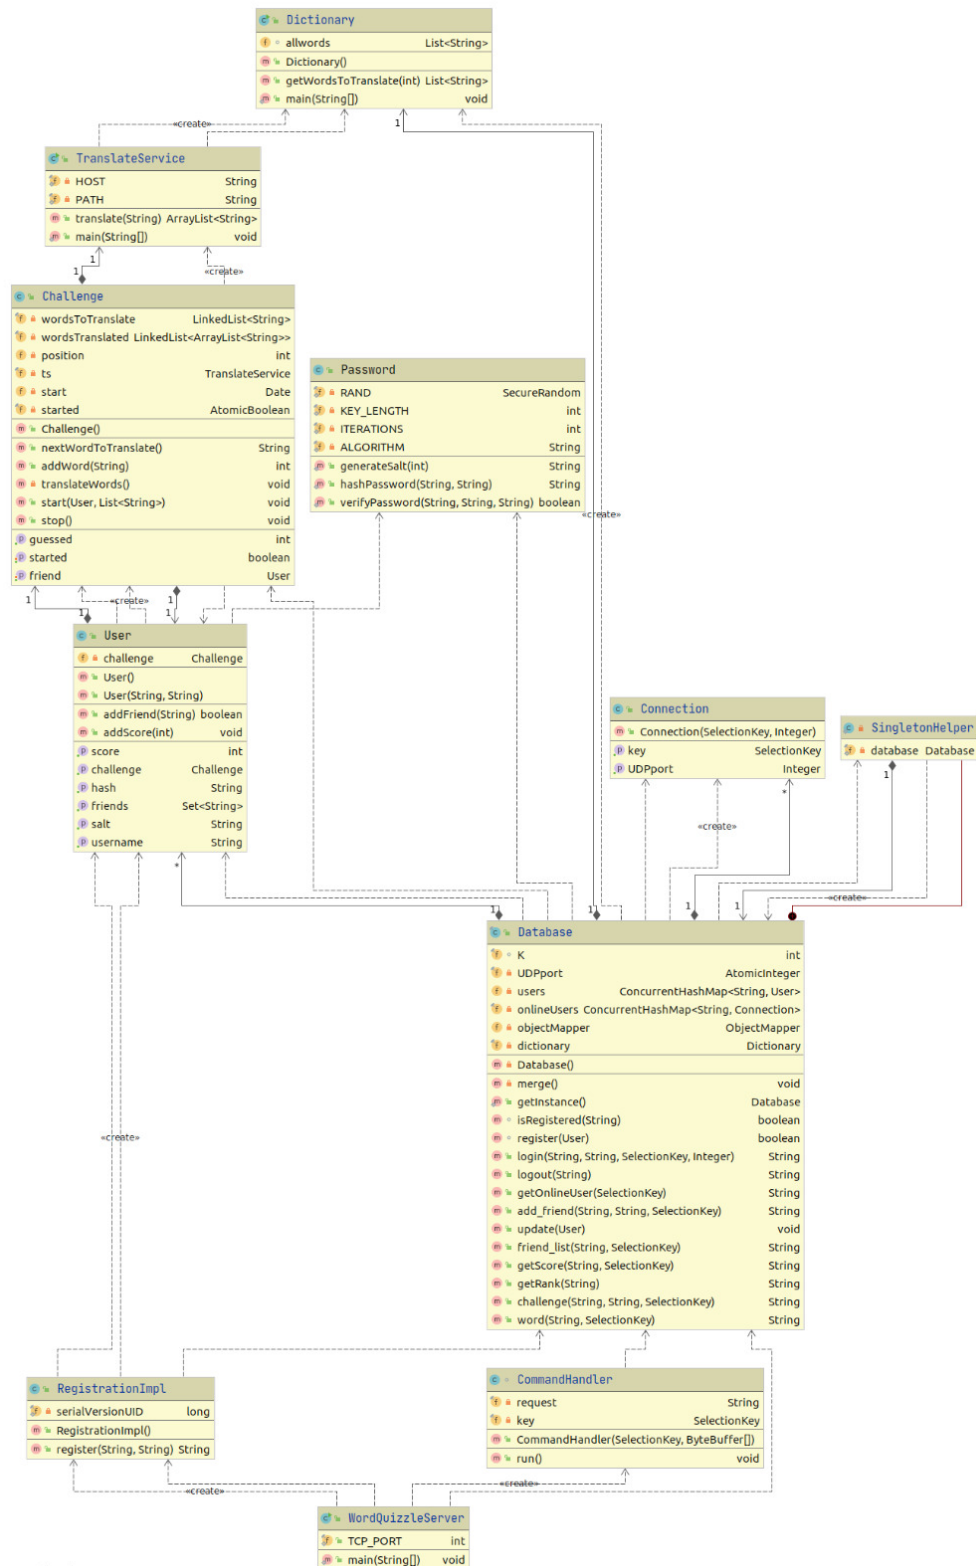 Dictionary
allwords List<String>
Dictionary()
getWordsToTranslate(int) List<String>
main(String[]) void
«create»
1
TranslateService
HOST String
PATH String
translate(String) ArrayList<String>
main(String[]) void
1
1
«create»
Challenge
wordsToTranslate LinkedList<String>
wordsTranslated LinkedList<ArrayList<String>>
position int
ts TranslateService
start Date
started AtomicBoolean
Challenge()
nextWordToTranslate() String
addWord(String) int
translateWords() void
start(User, List<String>) void
stop() void
guessed int
started boolean
friend User
Password
RAND SecureRandom
KEY_LENGTH int
ITERATIONS int
ALGORITHM String
generateSalt(int) String
hashPassword(String, String) String
verifyPassword(String, String, String) boolean
«create»
1
«create»
1
1
1
User
challenge Challenge
User()
User(String, String)
addFriend(String) boolean
addScore(int) void
score int
challenge Challenge
hash String
friends Set<String>
salt String
username String
Connection
Connection(SelectionKey, Integer)
key SelectionKey
UDPport Integer
SingletonHelper
database Database
1
*
«create»
*
«create»
1
1
1
1
Database
K int
UDPport AtomicInteger
users ConcurrentHashMap<String, User>
onlineUsers ConcurrentHashMap<String, Connection>
objectMapper ObjectMapper
dictionary Dictionary
Database()
merge() void
getInstance() Database
isRegistered(String) boolean
register(User) boolean
login(String, String, SelectionKey, Integer) String
logout(String) String
getOnlineUser(SelectionKey) String
add_friend(String, String, SelectionKey) String
update(User) void
friend_list(String, SelectionKey) String
getScore(String, SelectionKey) String
getRank(String) String
challenge(String, String, SelectionKey) String
word(String, SelectionKey) String
«create»
RegistrationImpl
serialVersionUID long
RegistrationImpl()
register(String, String) String
CommandHandler
request String
key SelectionKey
CommandHandler(SelectionKey, ByteBuffer[])
run() void
«create»
«create»
WordQuizzleServer
TCP_PORT int
main(String[]) void